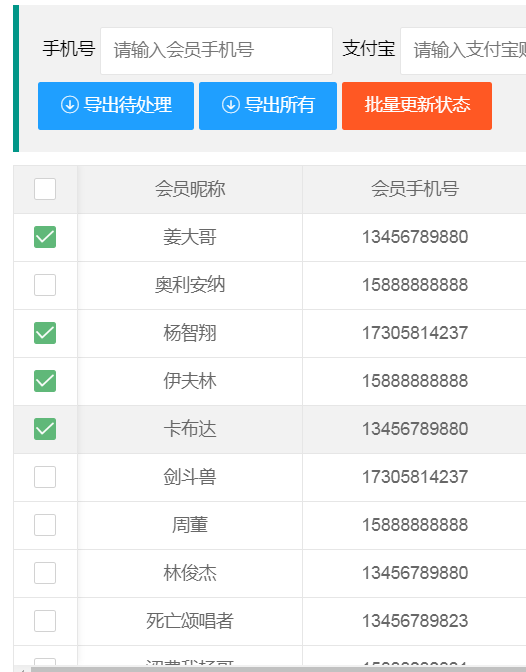 手机号 请输入会员手机号 支付宝 请输入支付宝
导出待处理 导出所有 批量更新状态
会员昵称 会员手机号
姜大哥 13456789880
奥利安纳 15888888888
杨智翔 17305814237
伊夫林 15888888888
卡布达 13456789880
剑斗兽 17305814237
周董 15888888888
林俊杰 13456789880
死亡颂唱者 13456789823